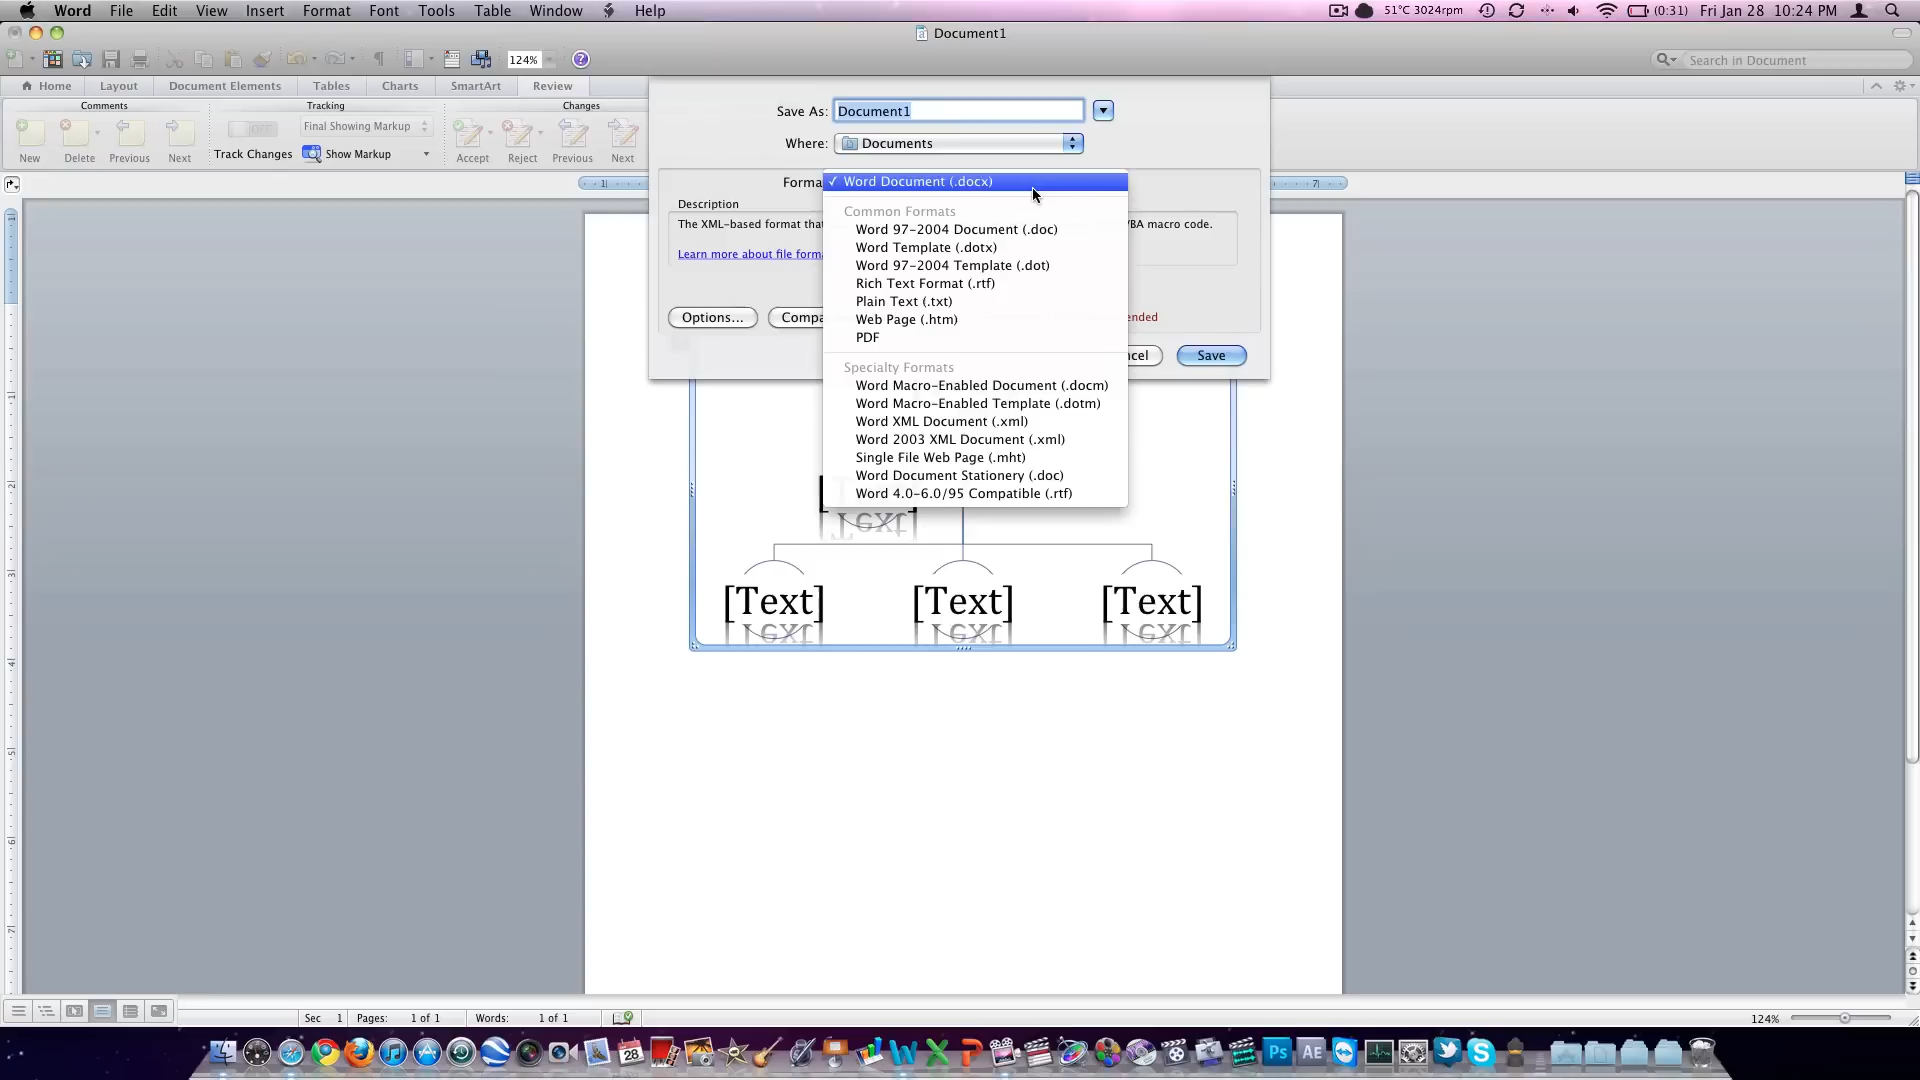 Word File Edit View Insert Format Font Tools Table Window Help 51°C 3024rpm (0:31) Fri Jan 28 10:24 PM
Document1
124% Search in Document
Home Layout Document Elements Tables Charts SmartArt Review
Comments Tracking Changes
OFF Final Showing Markup
New Delete Previous Next Track Changes Show Markup Accept Reject Previous Next
Save As: Document1
Where: Documents
Forma ✓ Word Document (.docx)
Description
Common Formats
The XML-based format that /BA macro code.
Word 97-2004 Document (.doc)
Word Template (.dotx)
Learn more about file forma
Word 97-2004 Template (.dot)
Rich Text Format (.rtf)
Plain Text (.txt)
Options... Compa Web Page (.htm) ended
PDF
ncel Save
Specialty Formats
Word Macro-Enabled Document (.docm)
Word Macro-Enabled Template (.dotm)
Word XML Document (.xml)
Word 2003 XML Document (.xml)
Single File Web Page (.mht)
Word Document Stationery (.doc)
Word 4.0-6.0/95 Compatible (.rtf)
[Text] [Text] [Text]
Sec 1 Pages: 1 of 1 Words: 1 of 1 124%
28 Ps AE